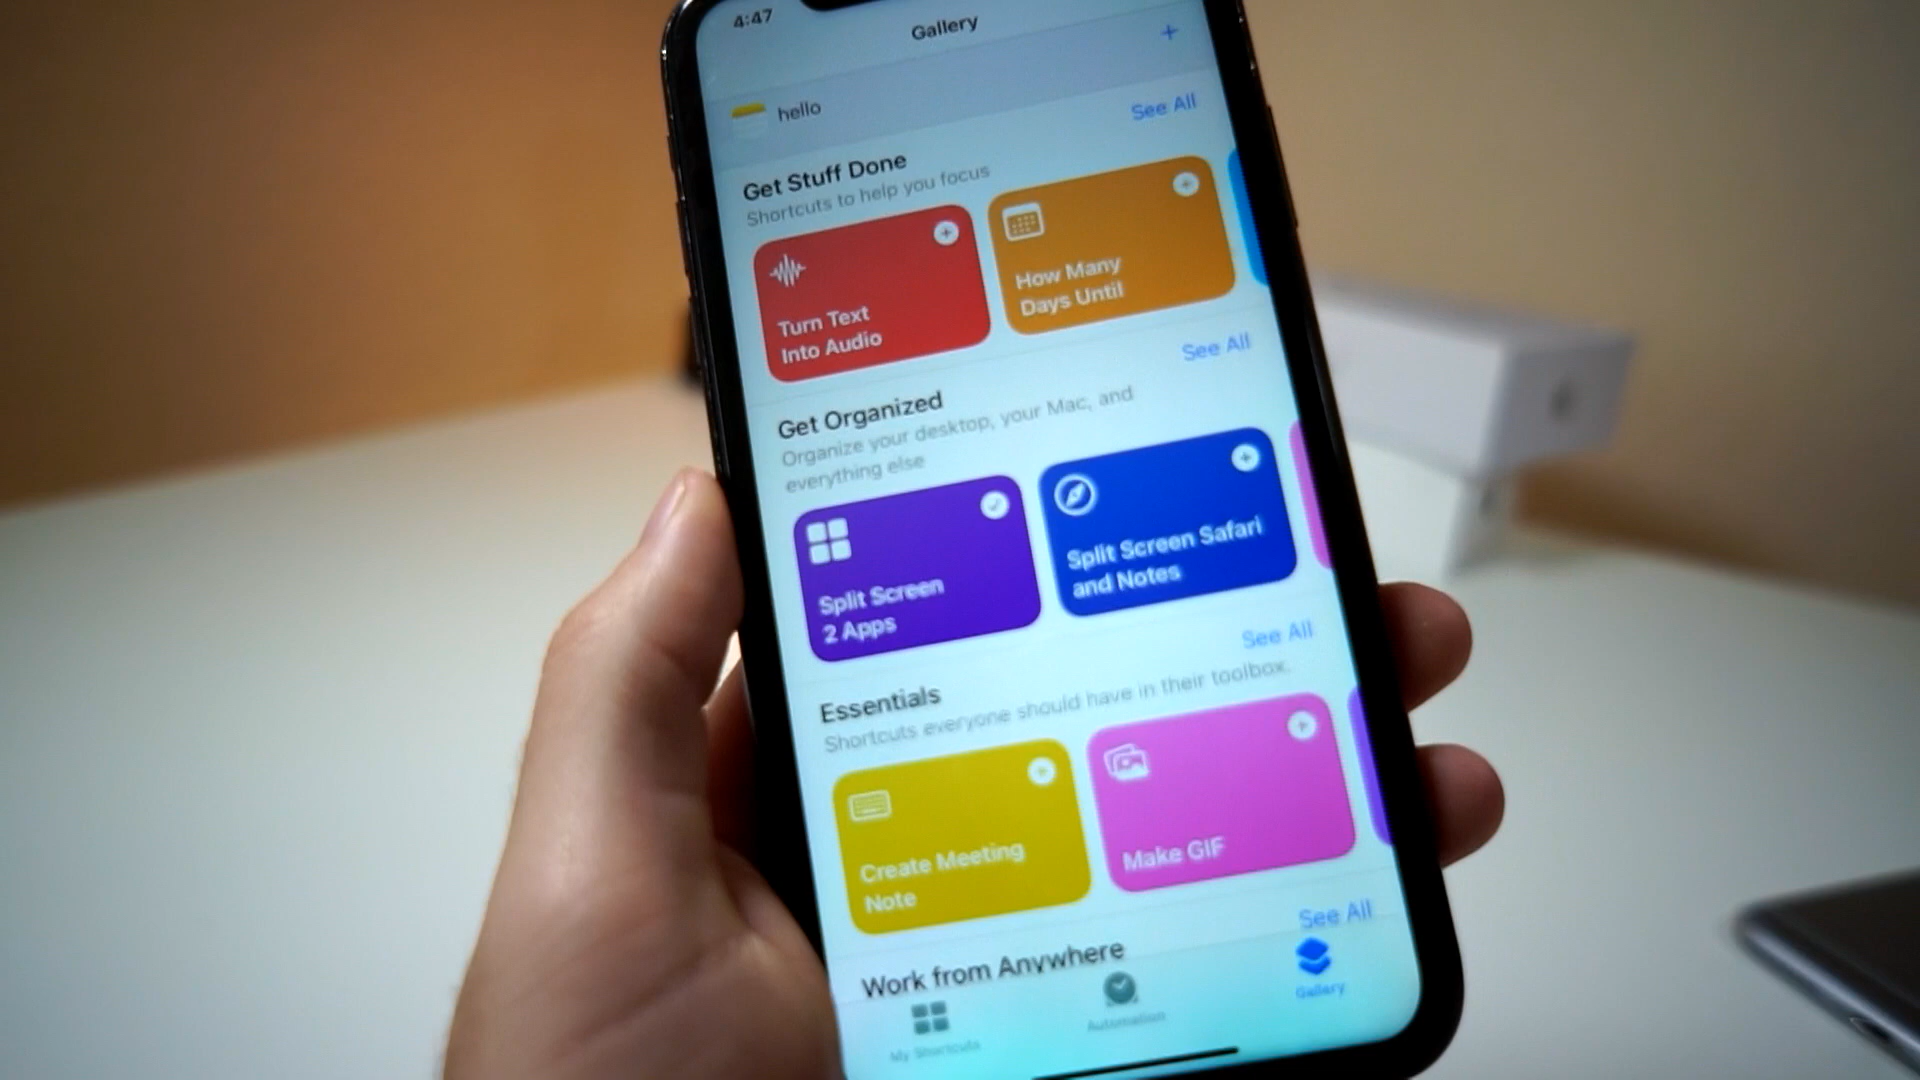 4:47
Gallery
+
hello
See All
Get Stuff Done
Shortcuts to help you focus
Turn Text
Into Audio
How Many
Days Until
See All
Get Organized
Organize your desktop, your Mac, and
everything else
Split Screen
2 Apps
Split Screen Safari
and Notes
See All
Essentials
Shortcuts everyone should have in their toolbox.
Create Meeting
Note
Make GIF
See All
Work from Anywhere
My Shortcuts
Automation
Gallery